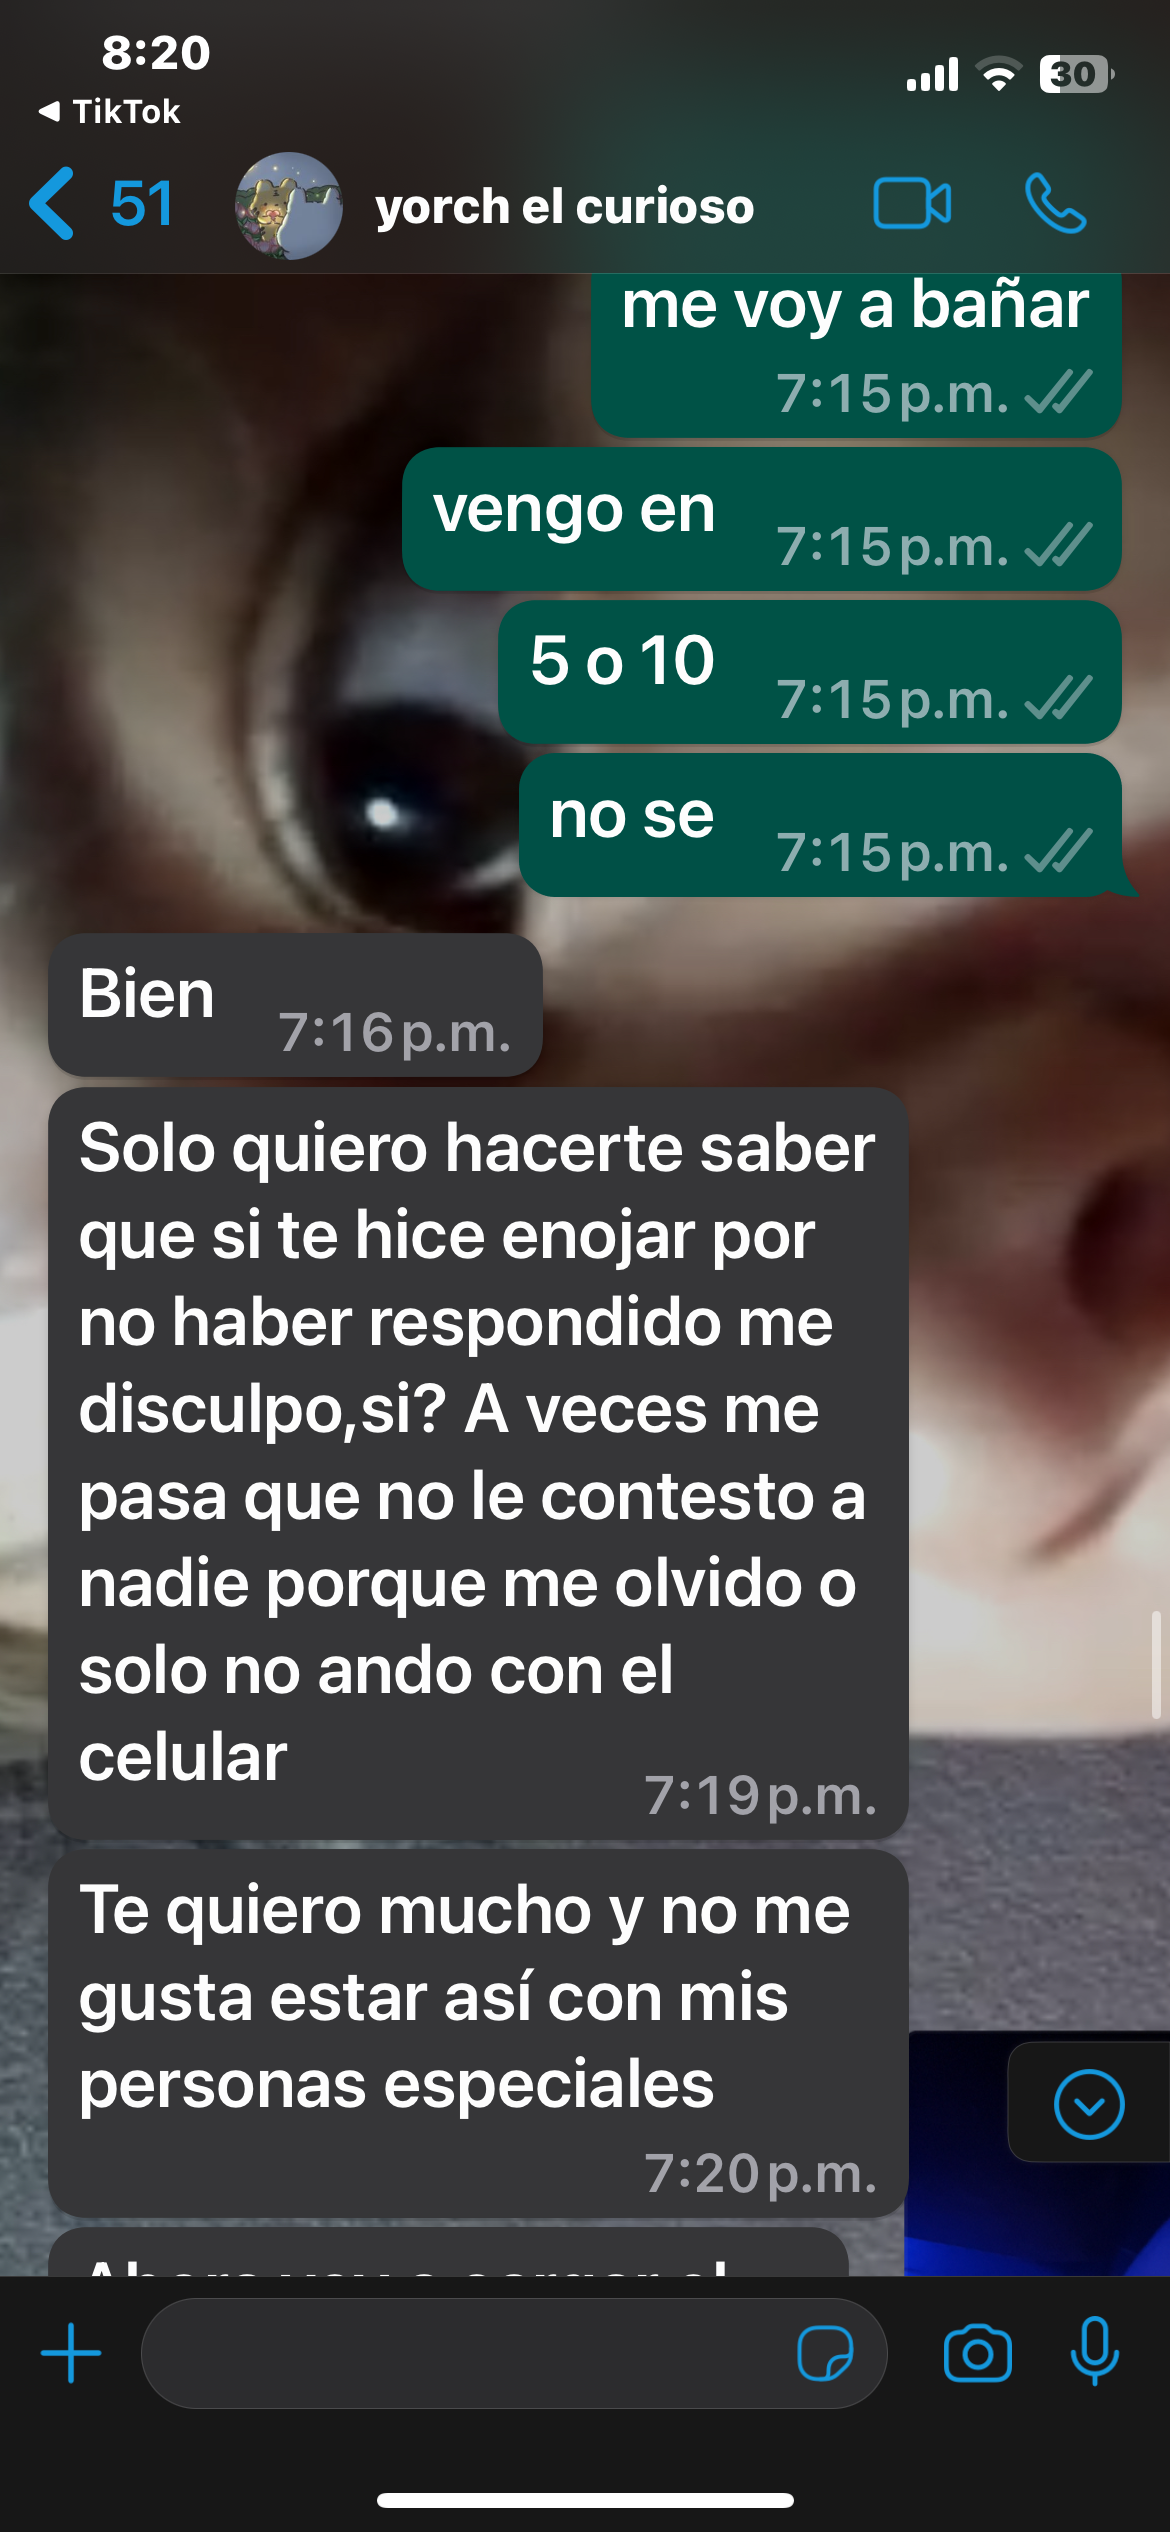 8:20
30
TikTok
51
yorch el curioso
me voy a bañar
7:15 p.m.
vengo en
7:15 p.m.
5 o 10
7:15 p.m.
no se
7:15 p.m.
Bien
7:16 p.m.
Solo quiero hacerte saber
que si te hice enojar por
no haber respondido me
disculpo,si? A veces me
pasa que no le contesto a
nadie porque me olvido o
solo no ando con el
celular
7:19 p.m.
Te quiero mucho y no me
gusta estar así con mis
personas especiales
7:20 p.m.
Ahora voy a cargar el